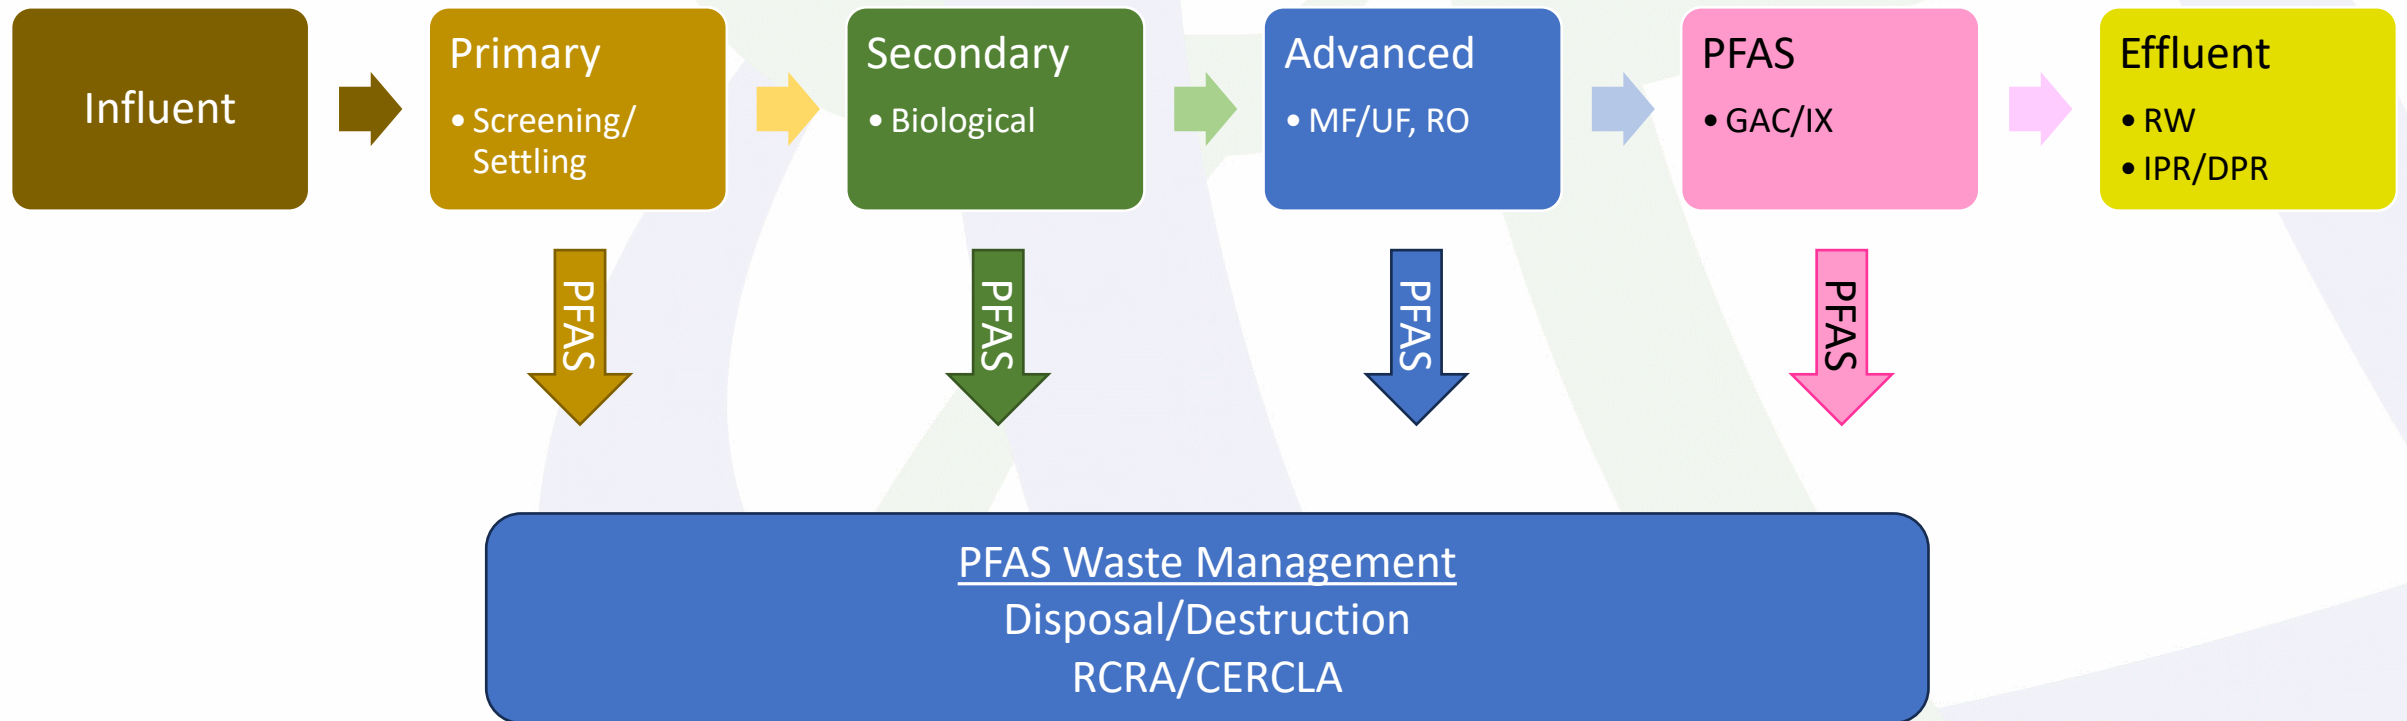 Influent
Primary
• Screening/
Settling
Secondary
• Biological
Advanced
• MF/UF, RO
PFAS
• GAC/IX
Effluent
• RW
• IPR/DPR
PFAS
PFAS
PFAS
PFAS
PFAS Waste Management
Disposal/Destruction
RCRA/CERCLA